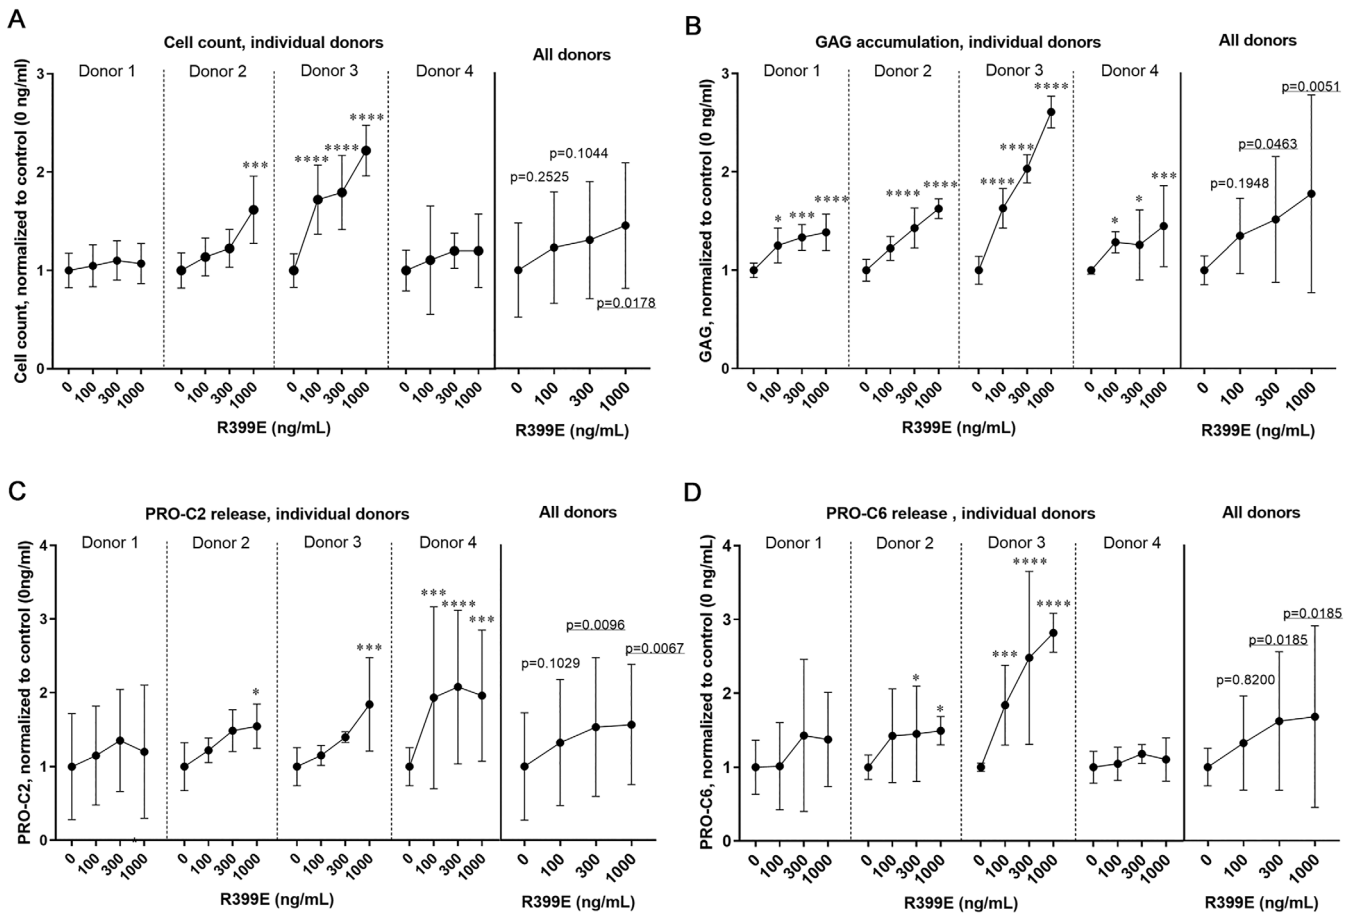 A
Cell count, individual donors
All donors
Donor 1
Donor 2
Donor 3
Donor 4
Cell count, normalized to control (0 ng/ml)
3
2
1
0
***
****
****
****
p=0.2525
p=0.1044
p=0.0178
0
100
300
1000
0
100
300
1000
0
100
300
1000
0
100
300
1000
0
100
300
1000
R399E (ng/mL)
R399E (ng/mL)
B
GAG accumulation, individual donors
All donors
Donor 1
Donor 2
Donor 3
Donor 4
GAG, normalized to control (0 ng/ml)
3
2
1
0
*
***
****
****
****
****
****
****
*
*
***
p=0.1948
p=0.0463
p=0.0051
0
100
300
1000
0
100
300
1000
0
100
300
1000
0
100
300
1000
0
100
300
1000
R399E (ng/mL)
R399E (ng/mL)
C
PRO-C2 release, individual donors
All donors
Donor 1
Donor 2
Donor 3
Donor 4
PRO-C2, normalized to control (0ng/ml)
4
3
2
1
0
*
***
***
****
***
p=0.1029
p=0.0096
p=0.0067
0
100
300
1000
0
100
300
1000
0
100
300
1000
0
100
300
1000
0
100
300
1000
R399E (ng/mL)
R399E (ng/mL)
D
PRO-C6 release , individual donors
All donors
Donor 1
Donor 2
Donor 3
Donor 4
PRO-C6, normalized to control (0 ng/mL)
4
3
2
1
0
*
*
***
****
****
p=0.8200
p=0.0185
p=0.0185
0
100
300
1000
0
100
300
1000
0
100
300
1000
0
100
300
1000
0
100
300
1000
R399E (ng/mL)
R399E (ng/mL)